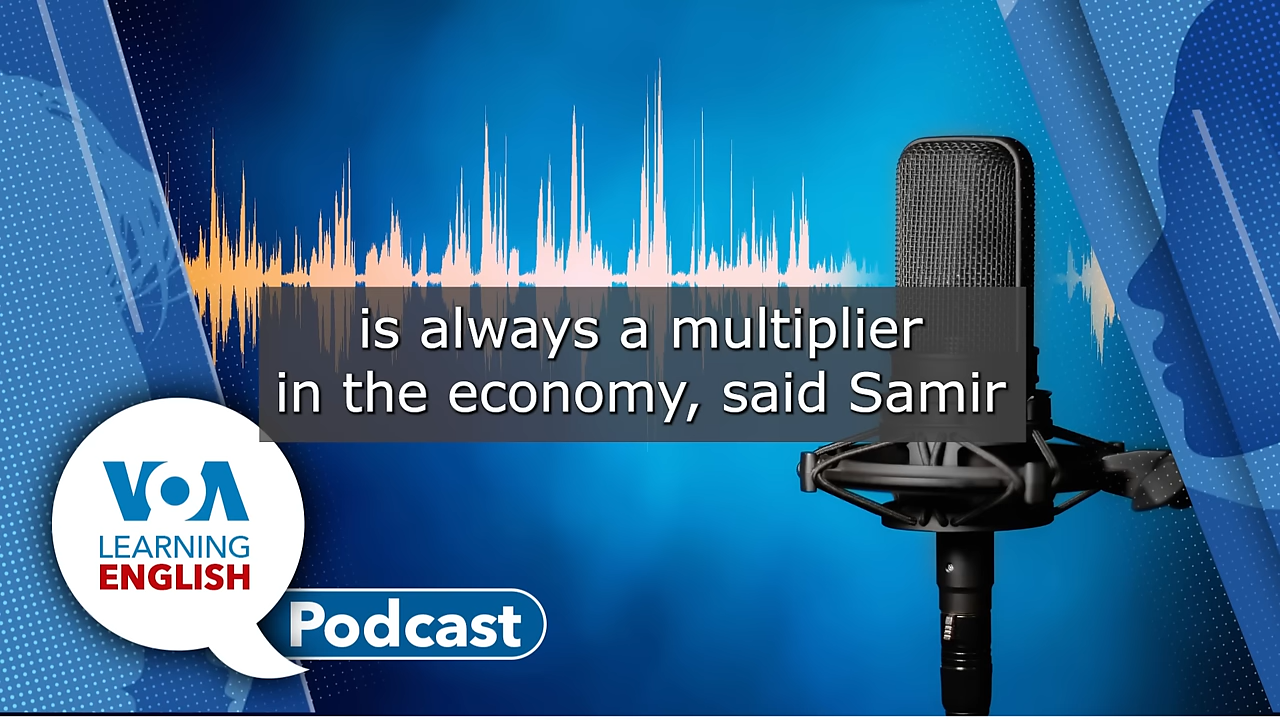 is always a multiplier
in the economy, said Samir
VOA
LEARNING
ENGLISH
Podcast